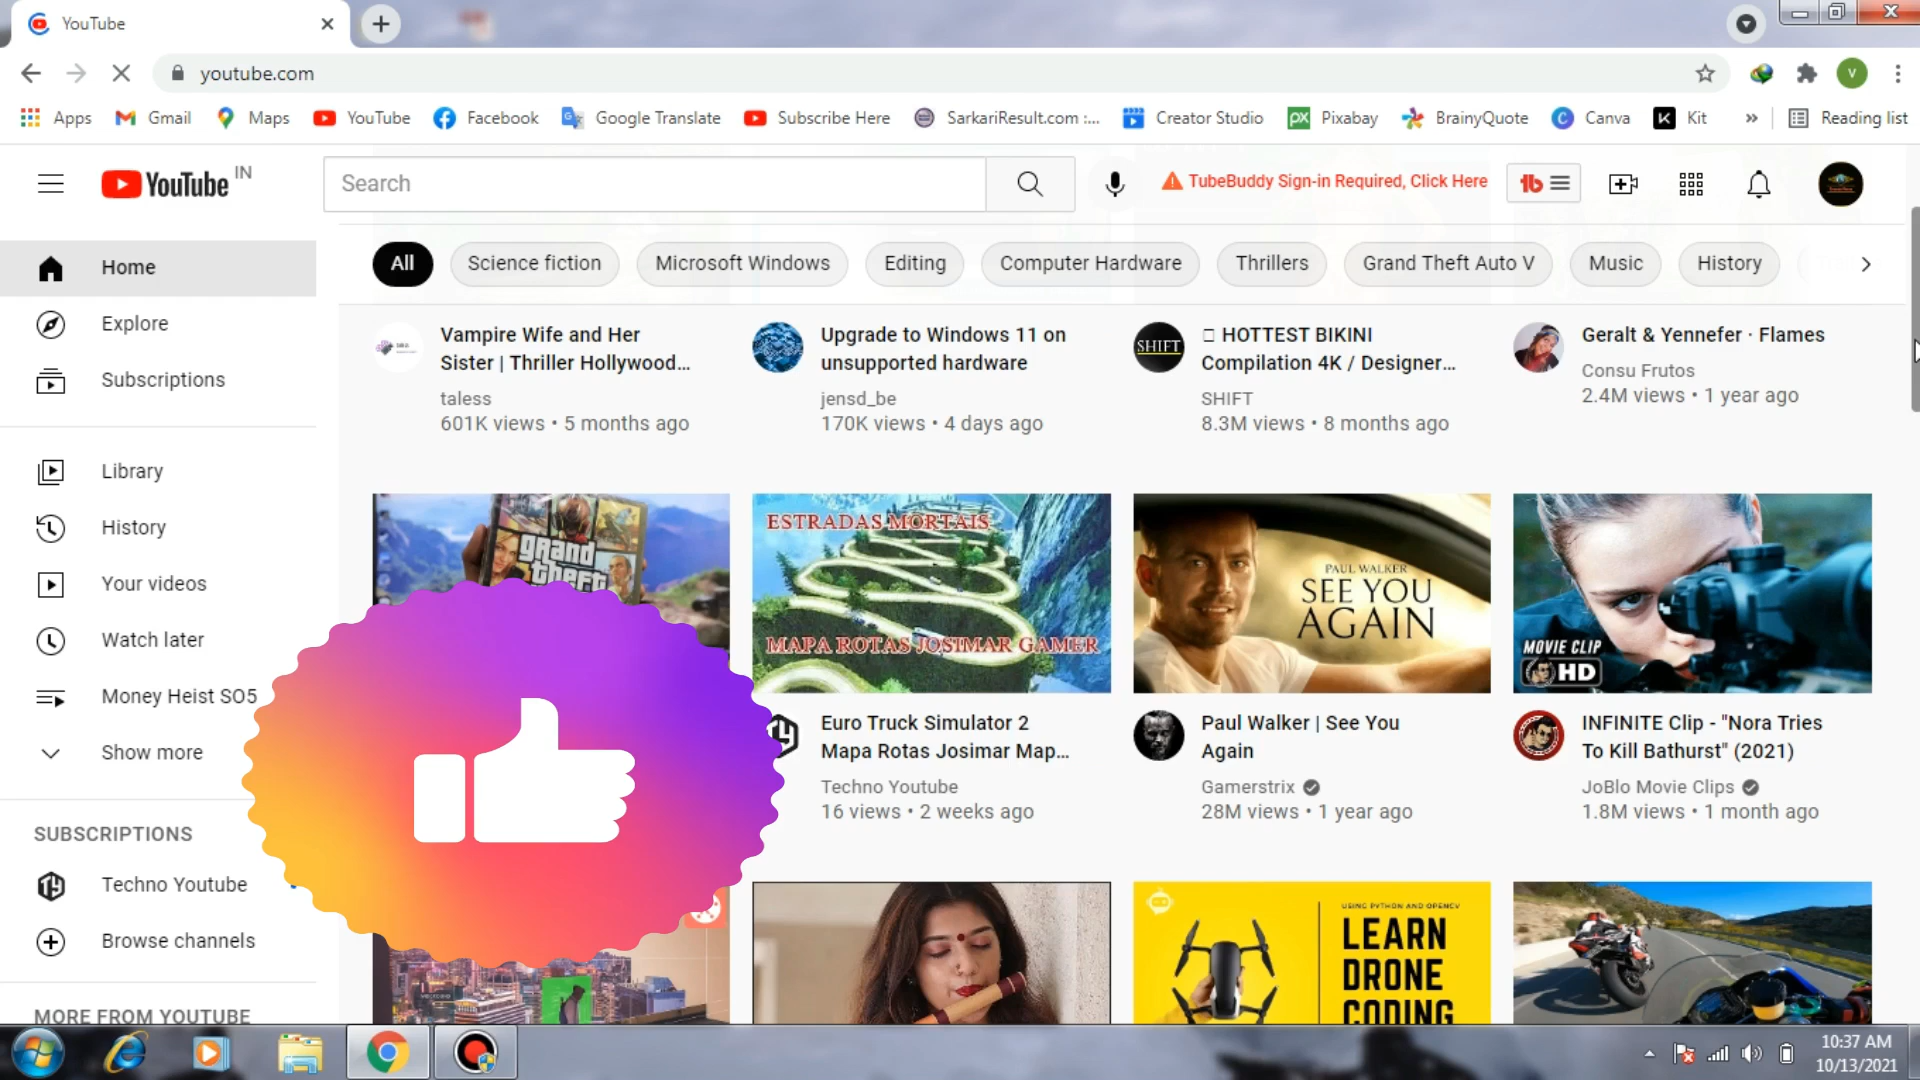 YouTube
youtube.com
Apps Gmail Maps YouTube Facebook Google Translate Subscribe Here SarkariResult.com :... Creator Studio Pixabay BrainyQuote Canva Kit » Reading list
YouTube IN
Search
TubeBuddy Sign-in Required, Click Here
V
Home
Explore
Subscriptions
Library
History
Your videos
Watch later
Money Heist SO5
Show more
SUBSCRIPTIONS
Techno Youtube
Browse channels
MORE FROM YOUTUBE
All Science fiction Microsoft Windows Editing Computer Hardware Thrillers Grand Theft Auto V Music History
Vampire Wife and Her
Sister | Thriller Hollywood...
taless
601K views • 5 months ago
Upgrade to Windows 11 on
unsupported hardware
jensd_be
170K views • 4 days ago
SHIFT
HOTTEST BIKINI
Compilation 4K / Designer...
SHIFT
8.3M views • 8 months ago
Geralt & Yennefer · Flames
Consu Frutos
2.4M views • 1 year ago
grand
theft
ESTRADAS MORTAIS
MAPA ROTAS JOSIMAR GAMER
Euro Truck Simulator 2
Mapa Rotas Josimar Map...
Techno Youtube
16 views • 2 weeks ago
PAUL WALKER
SEE YOU
AGAIN
Paul Walker | See You
Again
Gamerstrix
28M views • 1 year ago
MOVIE CLIP
HD
INFINITE Clip - "Nora Tries
To Kill Bathurst" (2021)
JoBlo Movie Clips
1.8M views • 1 month ago
USING PYTHON AND OPENCV
LEARN
DRONE
CODING
10:37 AM
10/13/2021